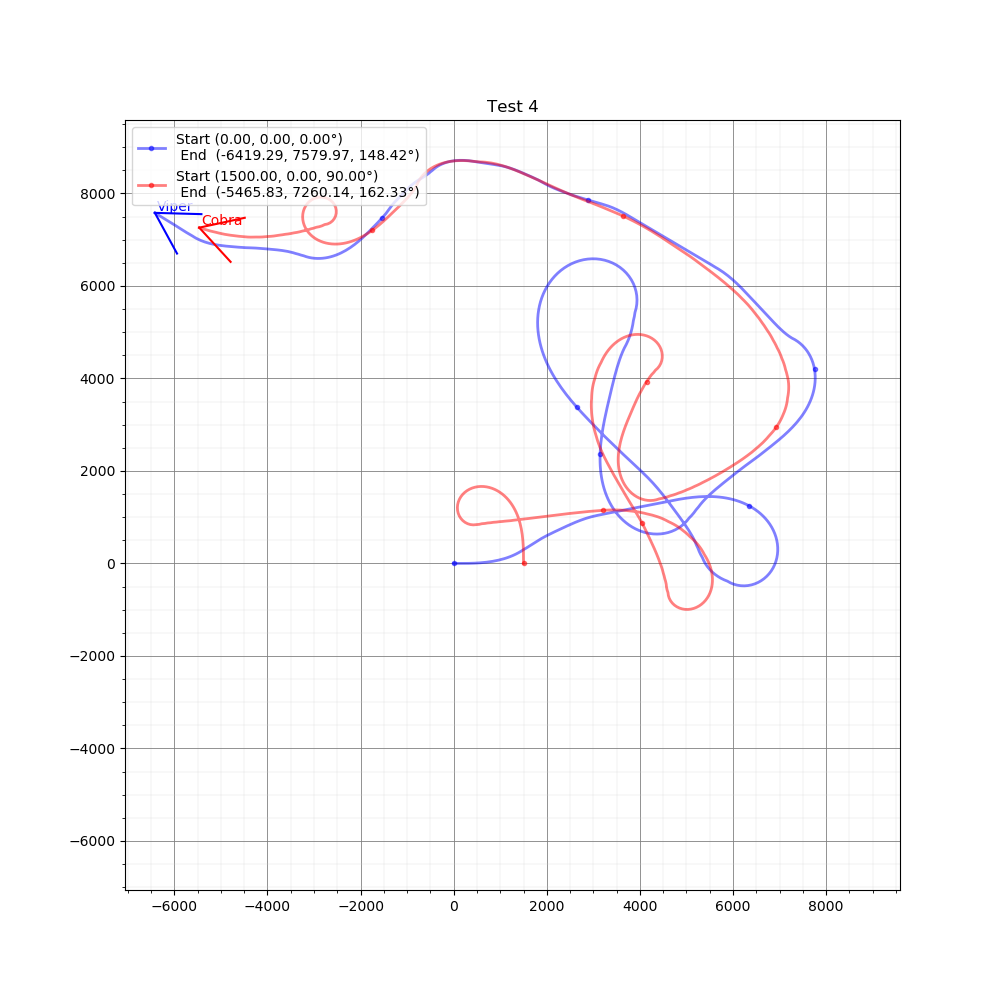 Test 4
Start (0.00, 0.00, 0.00°)
End (-6419.29, 7579.97, 148.42°)
Start (1500.00, 0.00, 90.00°)
End (-5465.83, 7260.14, 162.33°)
Viper
Cobra
8000
6000
4000
2000
0
−2000
−4000
−6000
−6000 −4000 −2000 0 2000 4000 6000 8000